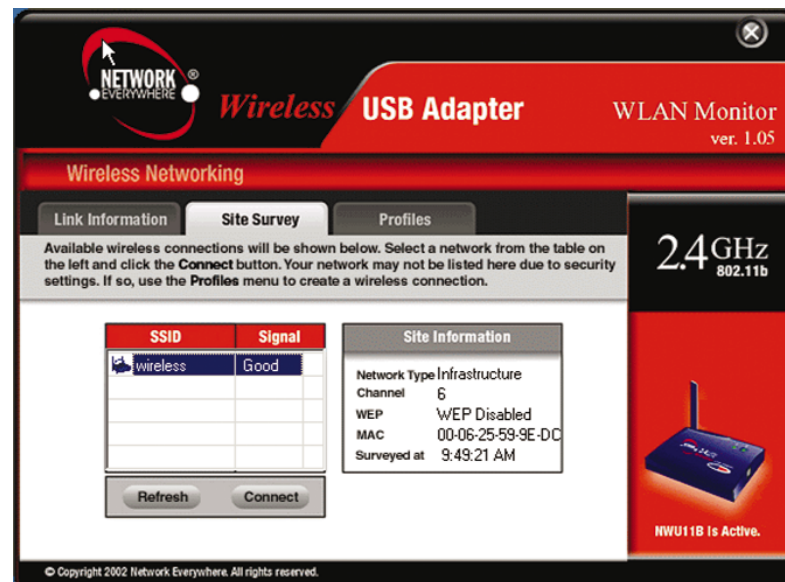 NETWORK ®
EVERYWHERE
Wireless USB Adapter
WLAN Monitor
ver. 1.05
Wireless Networking
Link Information Site Survey Profiles
Available wireless connections will be shown below. Select a network from the table on
the left and click the Connect button. Your network may not be listed here due to security
settings. If so, use the Profiles menu to create a wireless connection.
2.4 GHz
802.11b
SSID Signal
wireless Good
Refresh Connect
Site Information
Network Type Infrastructure
Channel 6
WEP WEP Disabled
MAC 00-06-25-59-9E-DC
Surveyed at 9:49:21 AM
NWU11B Is Active.
© Copyright 2002 Network Everywhere. All rights reserved.